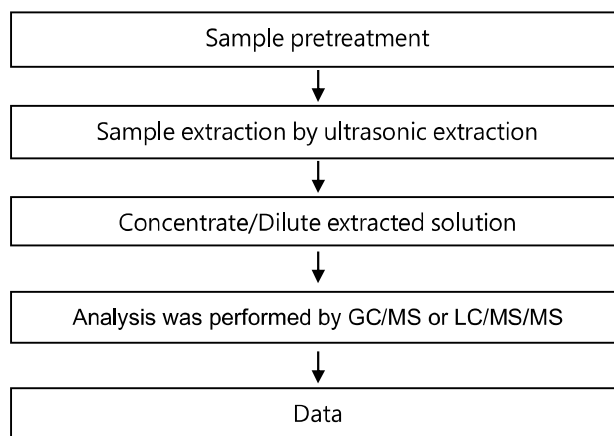 Sample pretreatment
Sample extraction by ultrasonic extraction
Concentrate/Dilute extracted solution
Analysis was performed by GC/MS or LC/MS/MS
Data